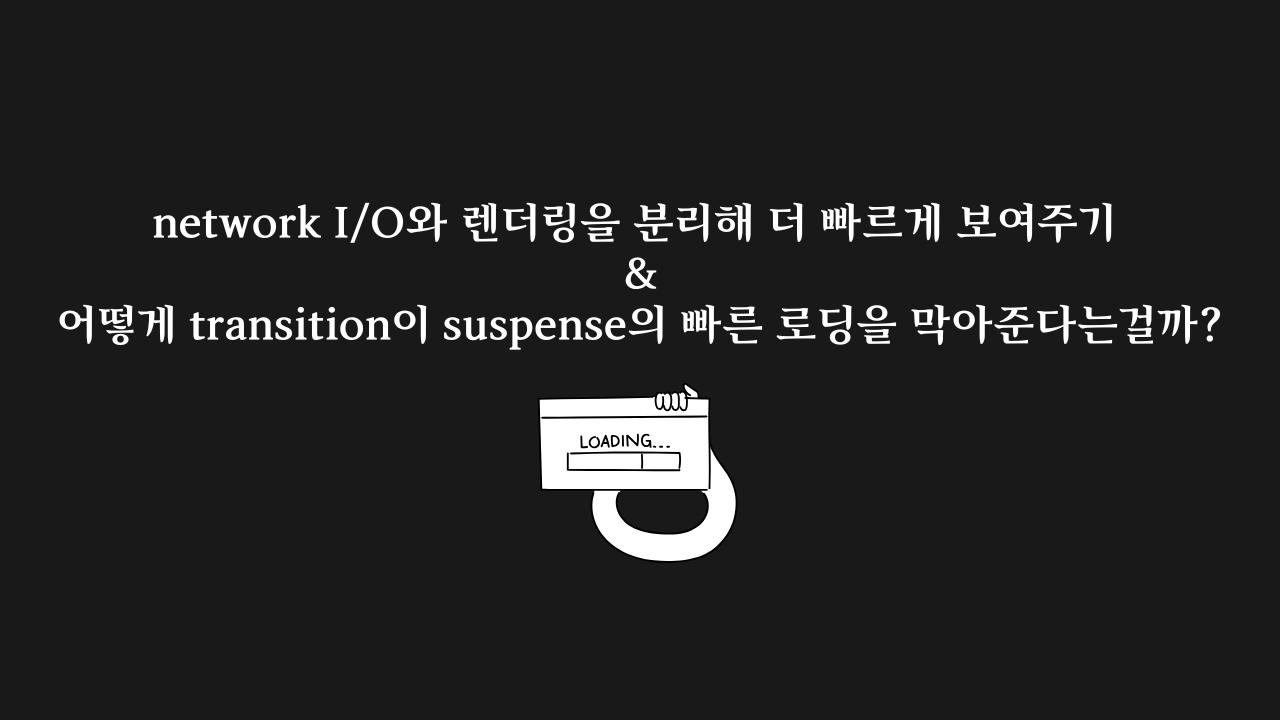 network I/O와 렌더링을 분리해 더 빠르게 보여주기
&
어떻게 transition이 suspense의 빠른 로딩을 막아준다는걸까?
LOADING...